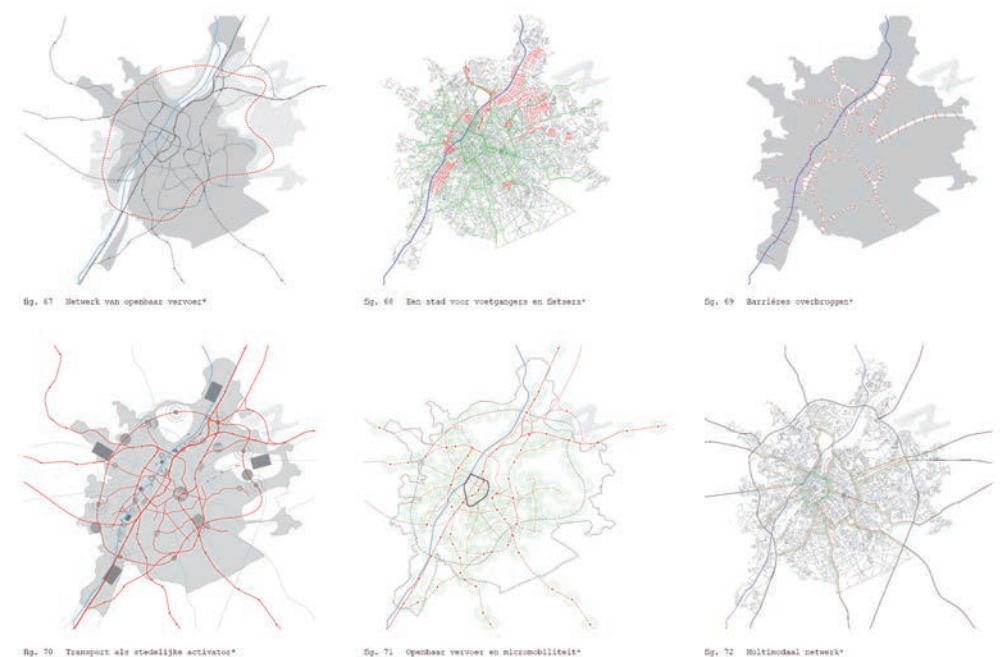 fig. 67 Netwerk van openbaar vervoer*
fig. 68 Een stad voor voetgangers en fietsers*
fig. 69 Barrières overbruggen*
fig. 70 Transport als stedelijke activator*
fig. 71 Openbaar vervoer en micromobiliteit*
fig. 72 Multimodaal netwerk*